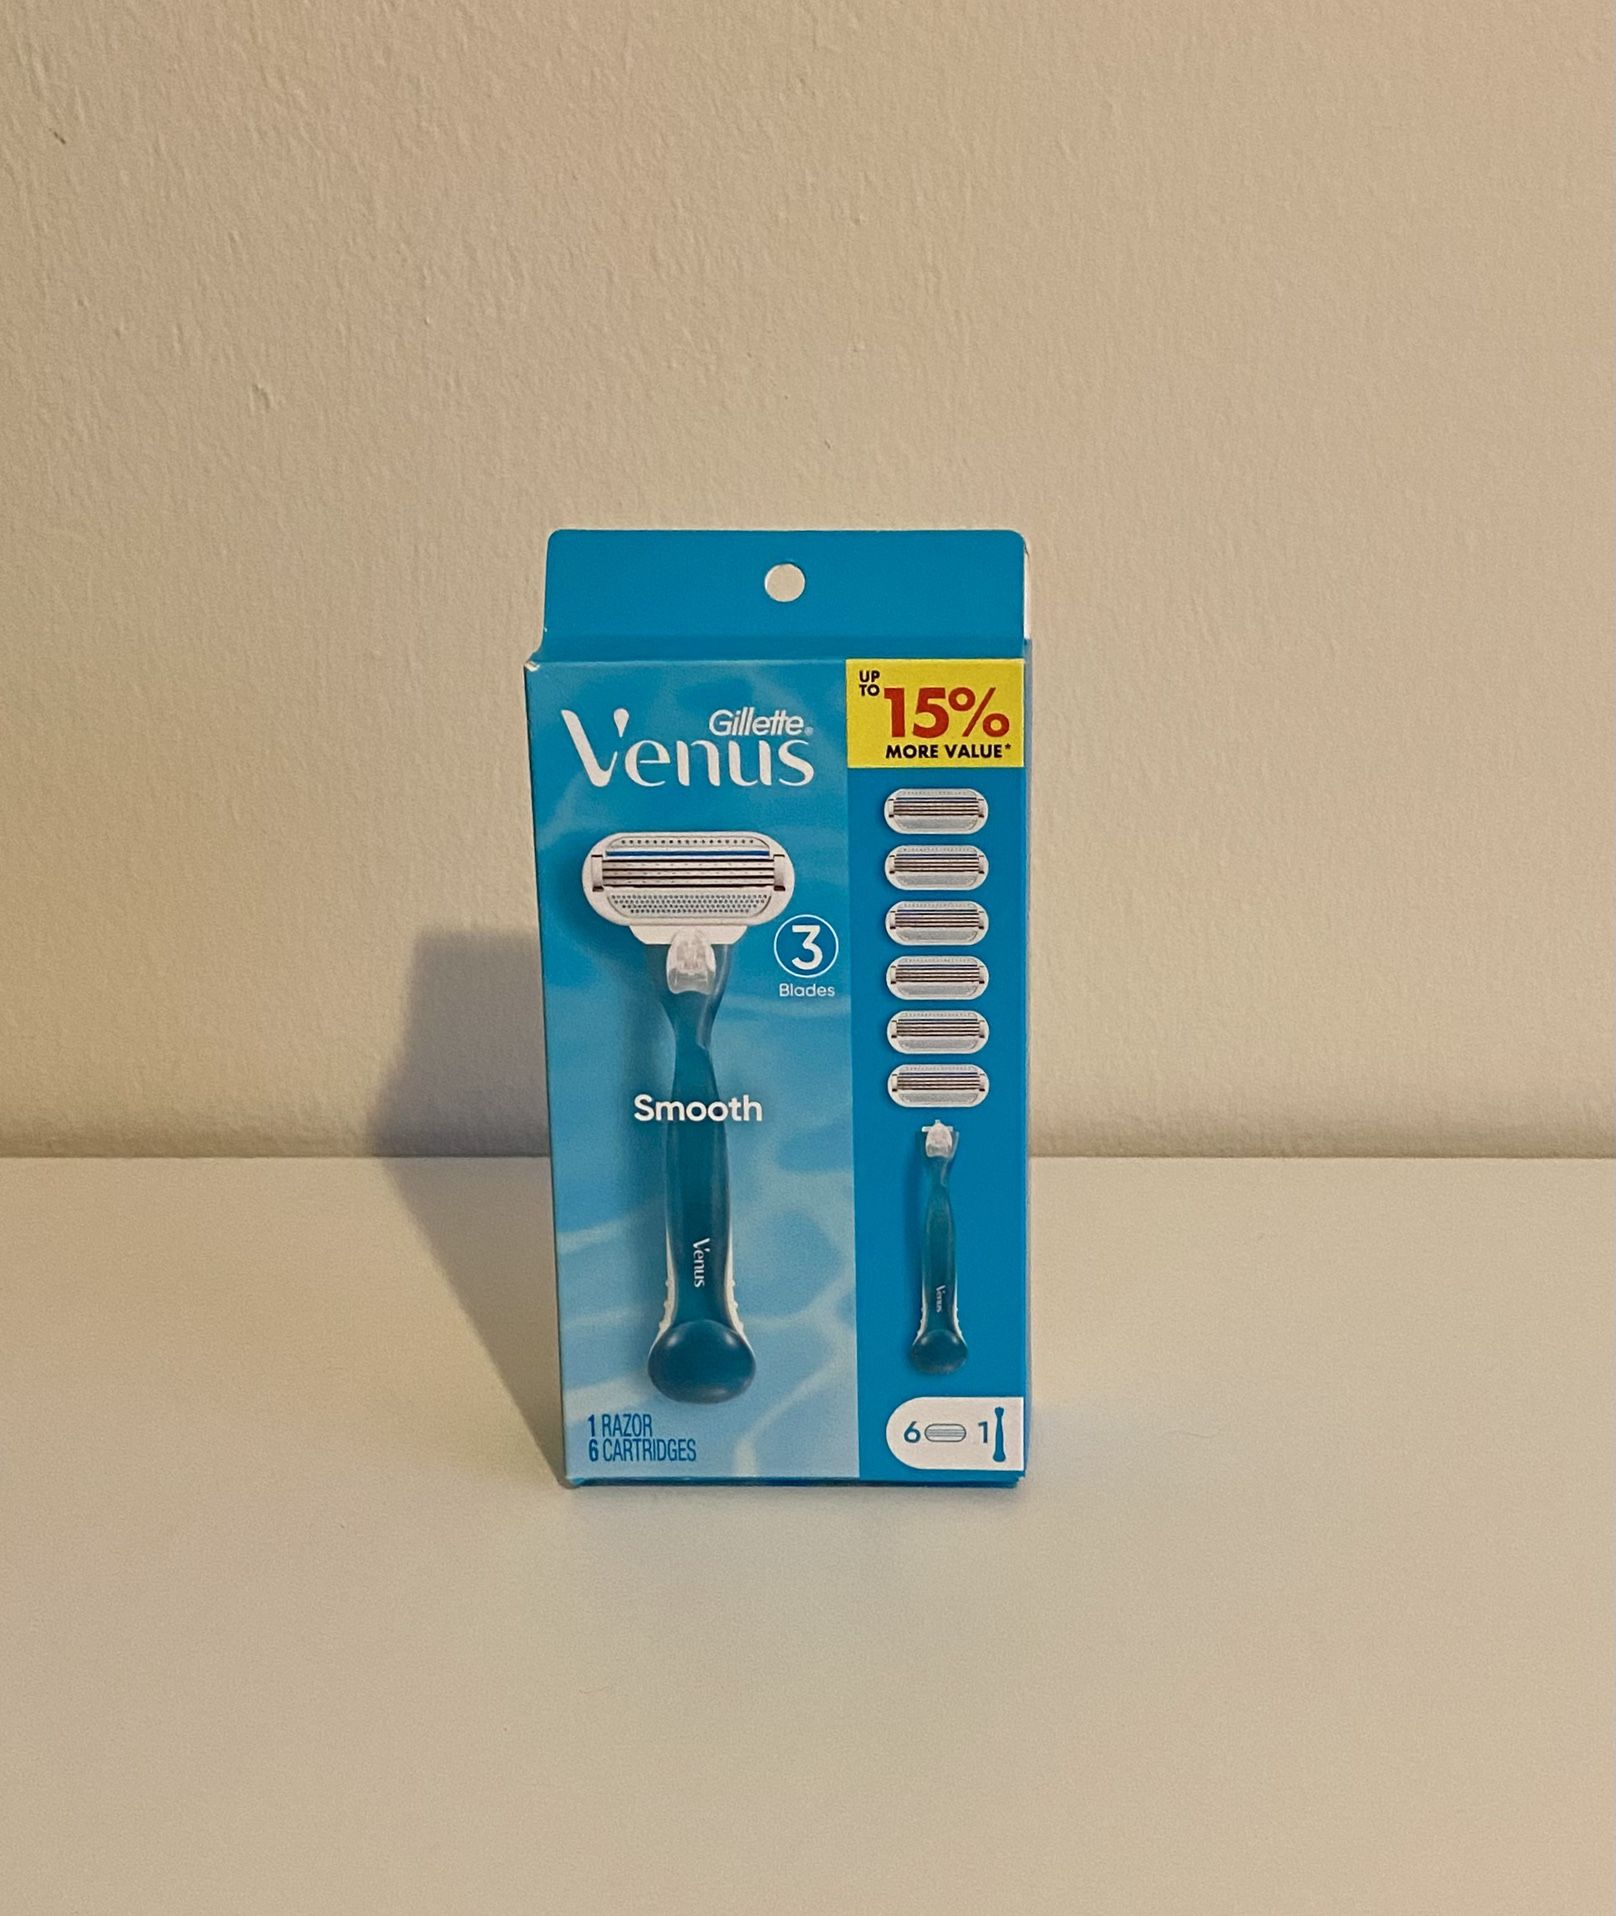 Gillette®
Venus
UP
TO
15%
MORE VALUE*
3
Blades
Smooth
Venus
Venus
1 RAZOR
6 CARTRIDGES
6 1